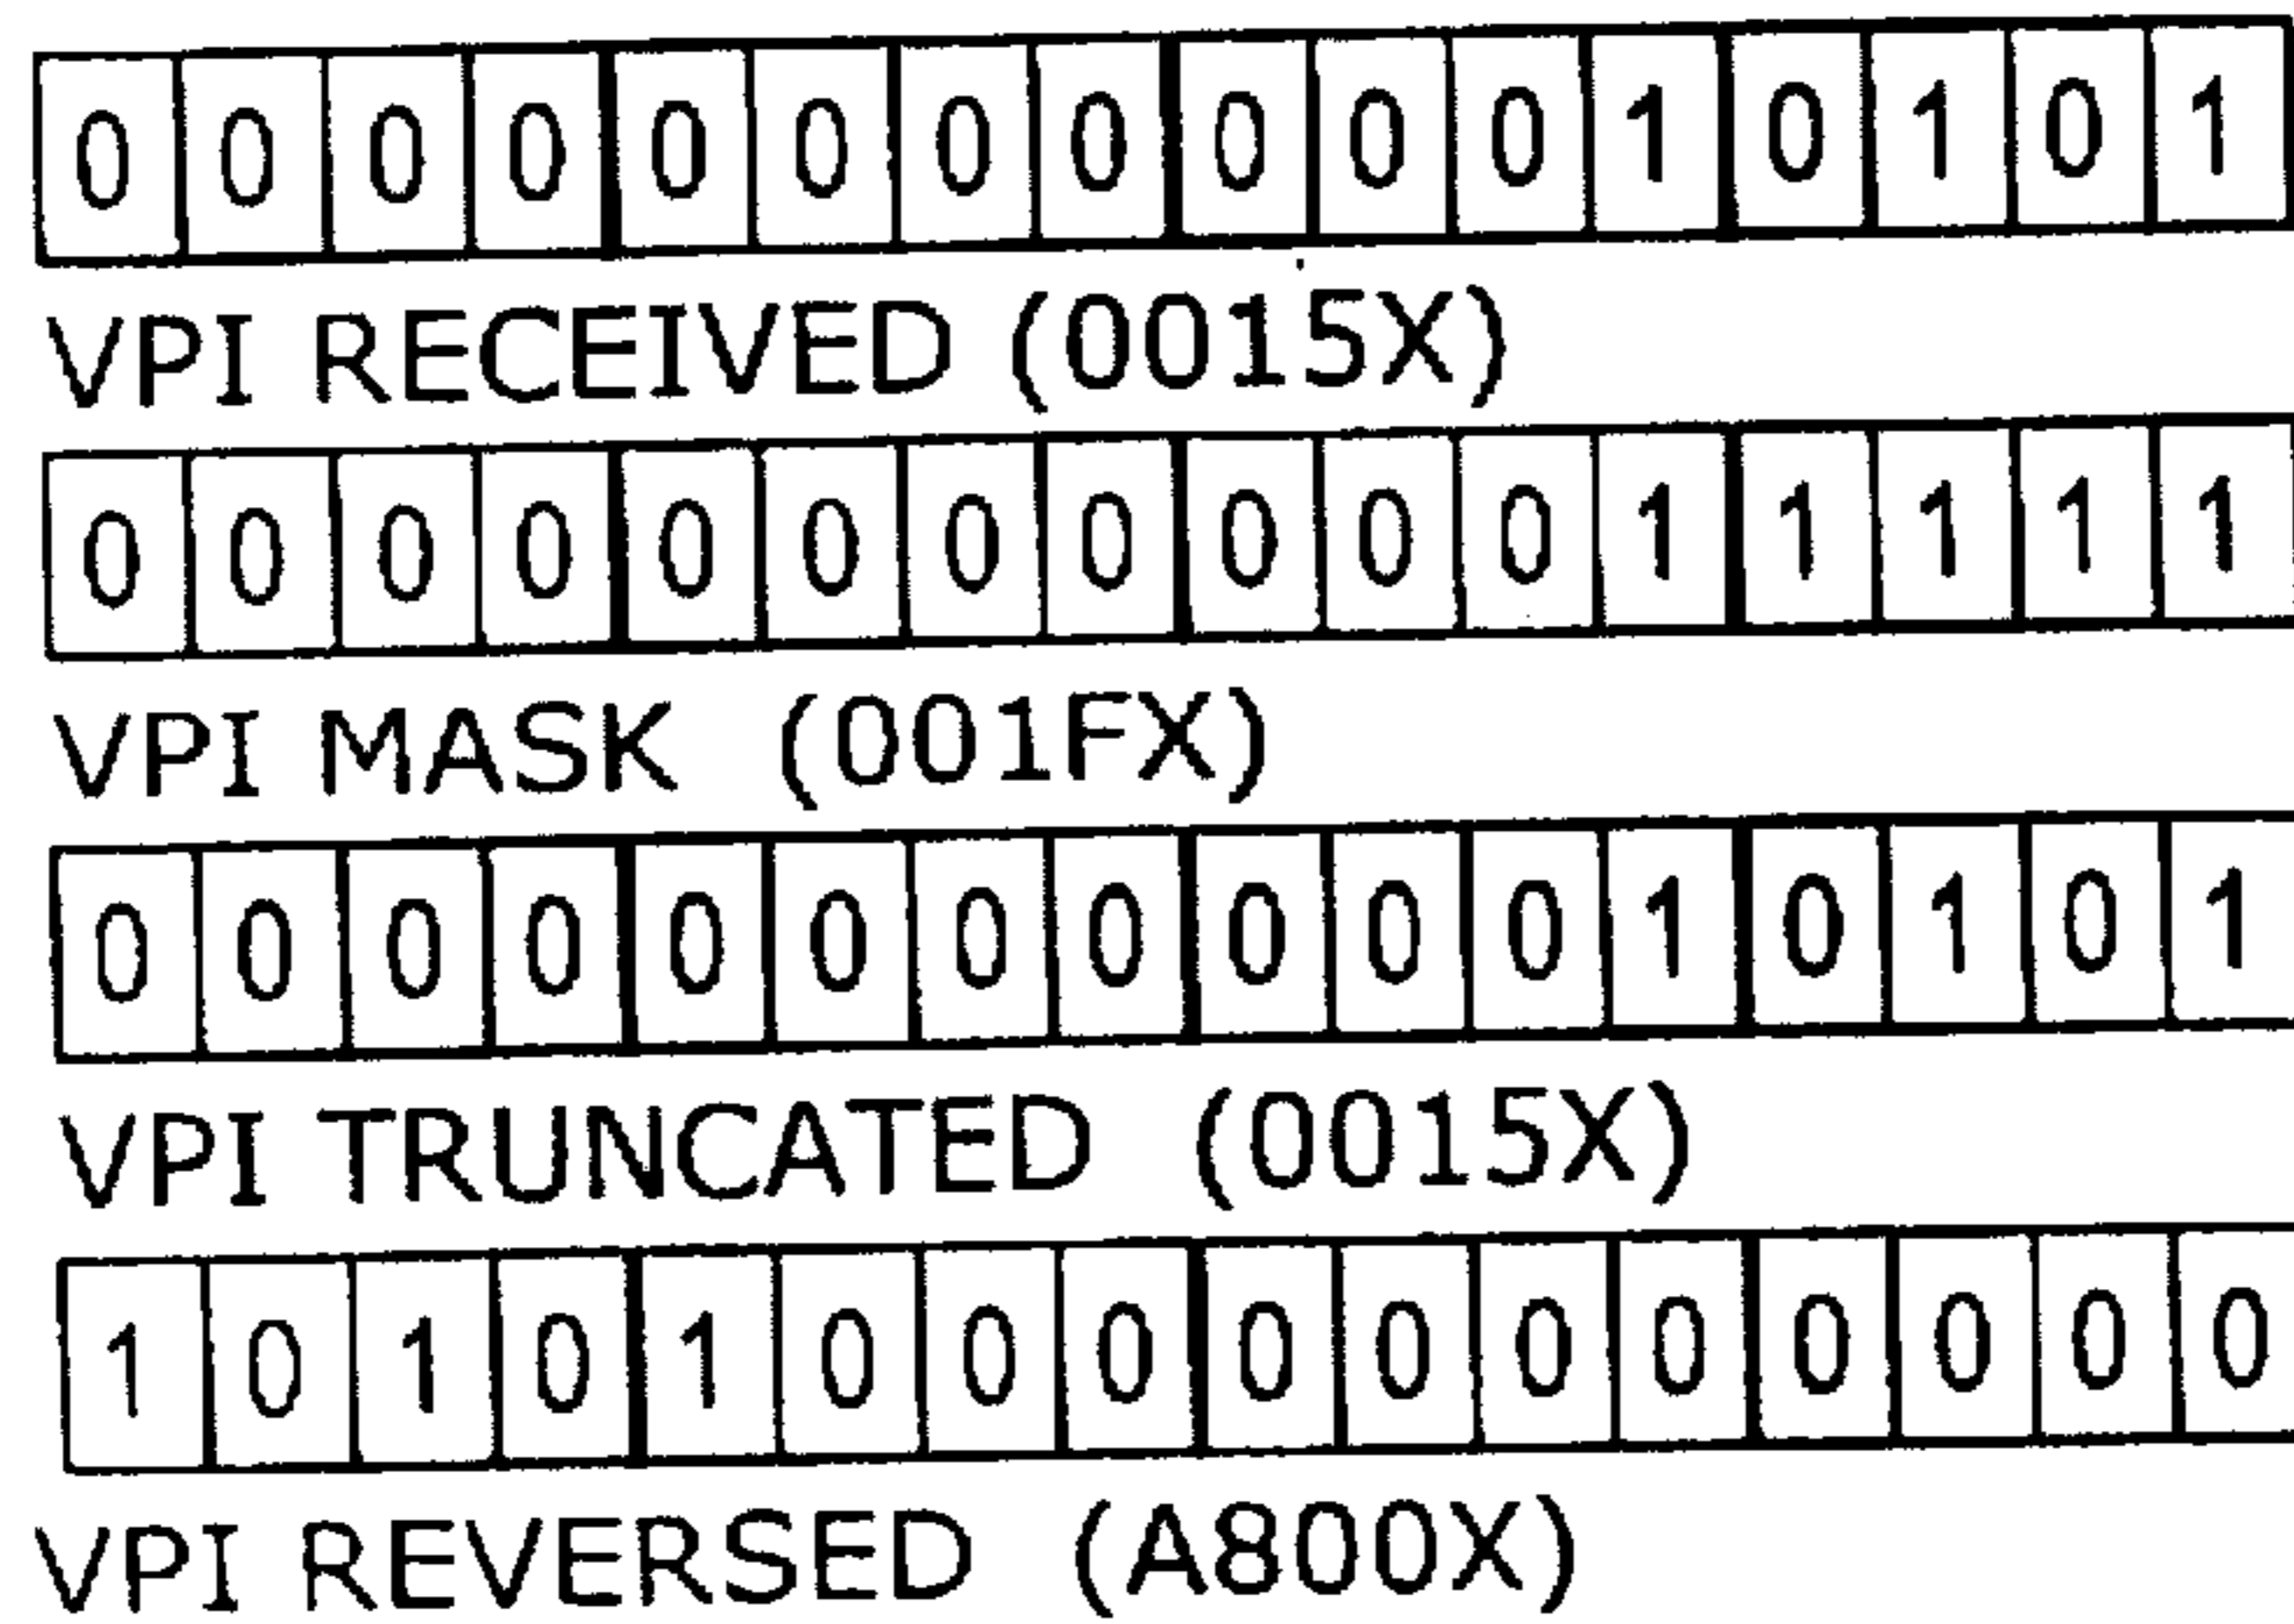 0 0 0 0 0 0 0 0 0 0 0 1 0 1 0 1
VPI RECEIVED (0015X)
0 0 0 0 0 0 0 0 0 0 0 1 1 1 1 1
VPI MASK (001FX)
0 0 0 0 0 0 0 0 0 0 0 1 0 1 0 1
VPI TRUNCATED (0015X)
1 0 1 0 1 0 0 0 0 0 0 0 0 0 0 0
VPI REVERSED (A800X)